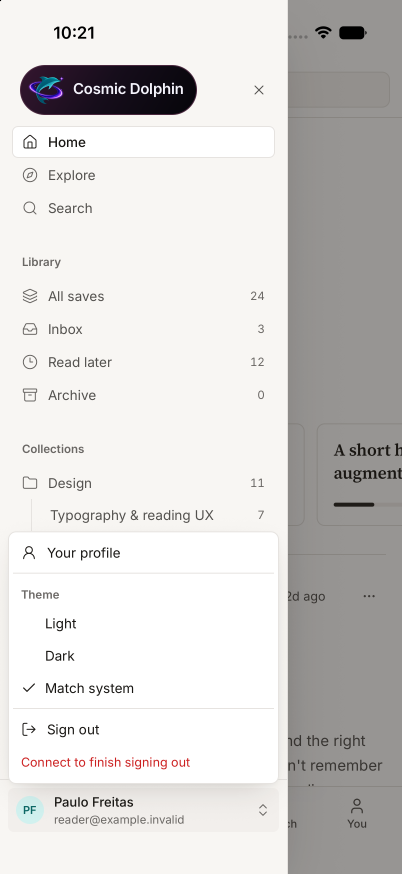 10:21
Cosmic Dolphin
Home
Explore
Search
Library
All saves 24
Inbox 3
Read later 12
Archive 0
Collections
Design 11
Typography & reading UX 7
Your profile
Theme
Light
Dark
Match system
Sign out
Connect to finish signing out
PF
Paulo Freitas
reader@example.invalid
A short h
augment
2d ago
nd the right
n't remember
ch
You